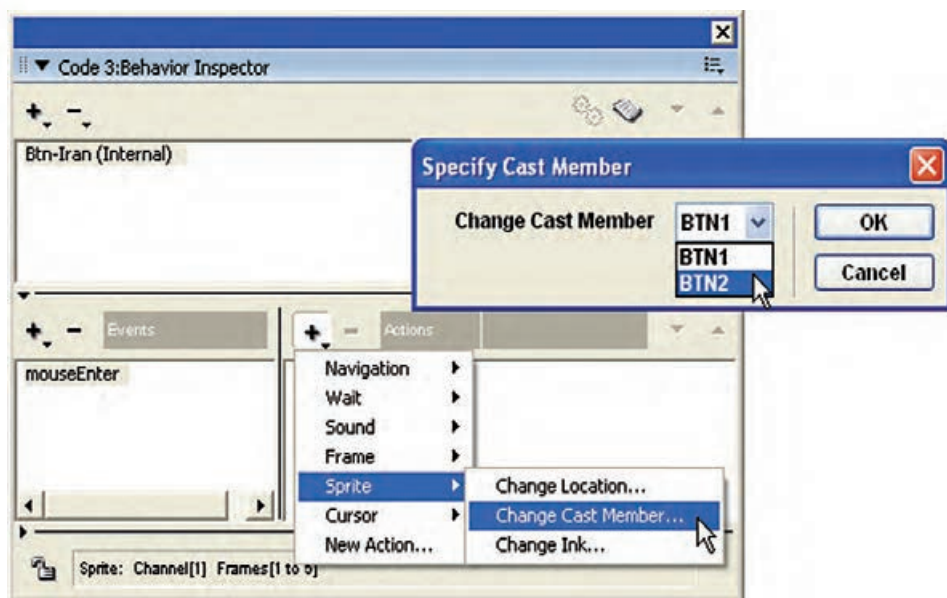 Code 3:Behavior Inspector
Btn-Iran (Internal)
Specify Cast Member
Change Cast Member BTN1
BTN1
BTN2
OK
Cancel
Events
Actions
mouseEnter
Navigation
Wait
Sound
Frame
Sprite
Cursor
New Action...
Change Location...
Change Cast Member...
Change Ink...
Sprite: Channel[1] Frames[1 to 5]